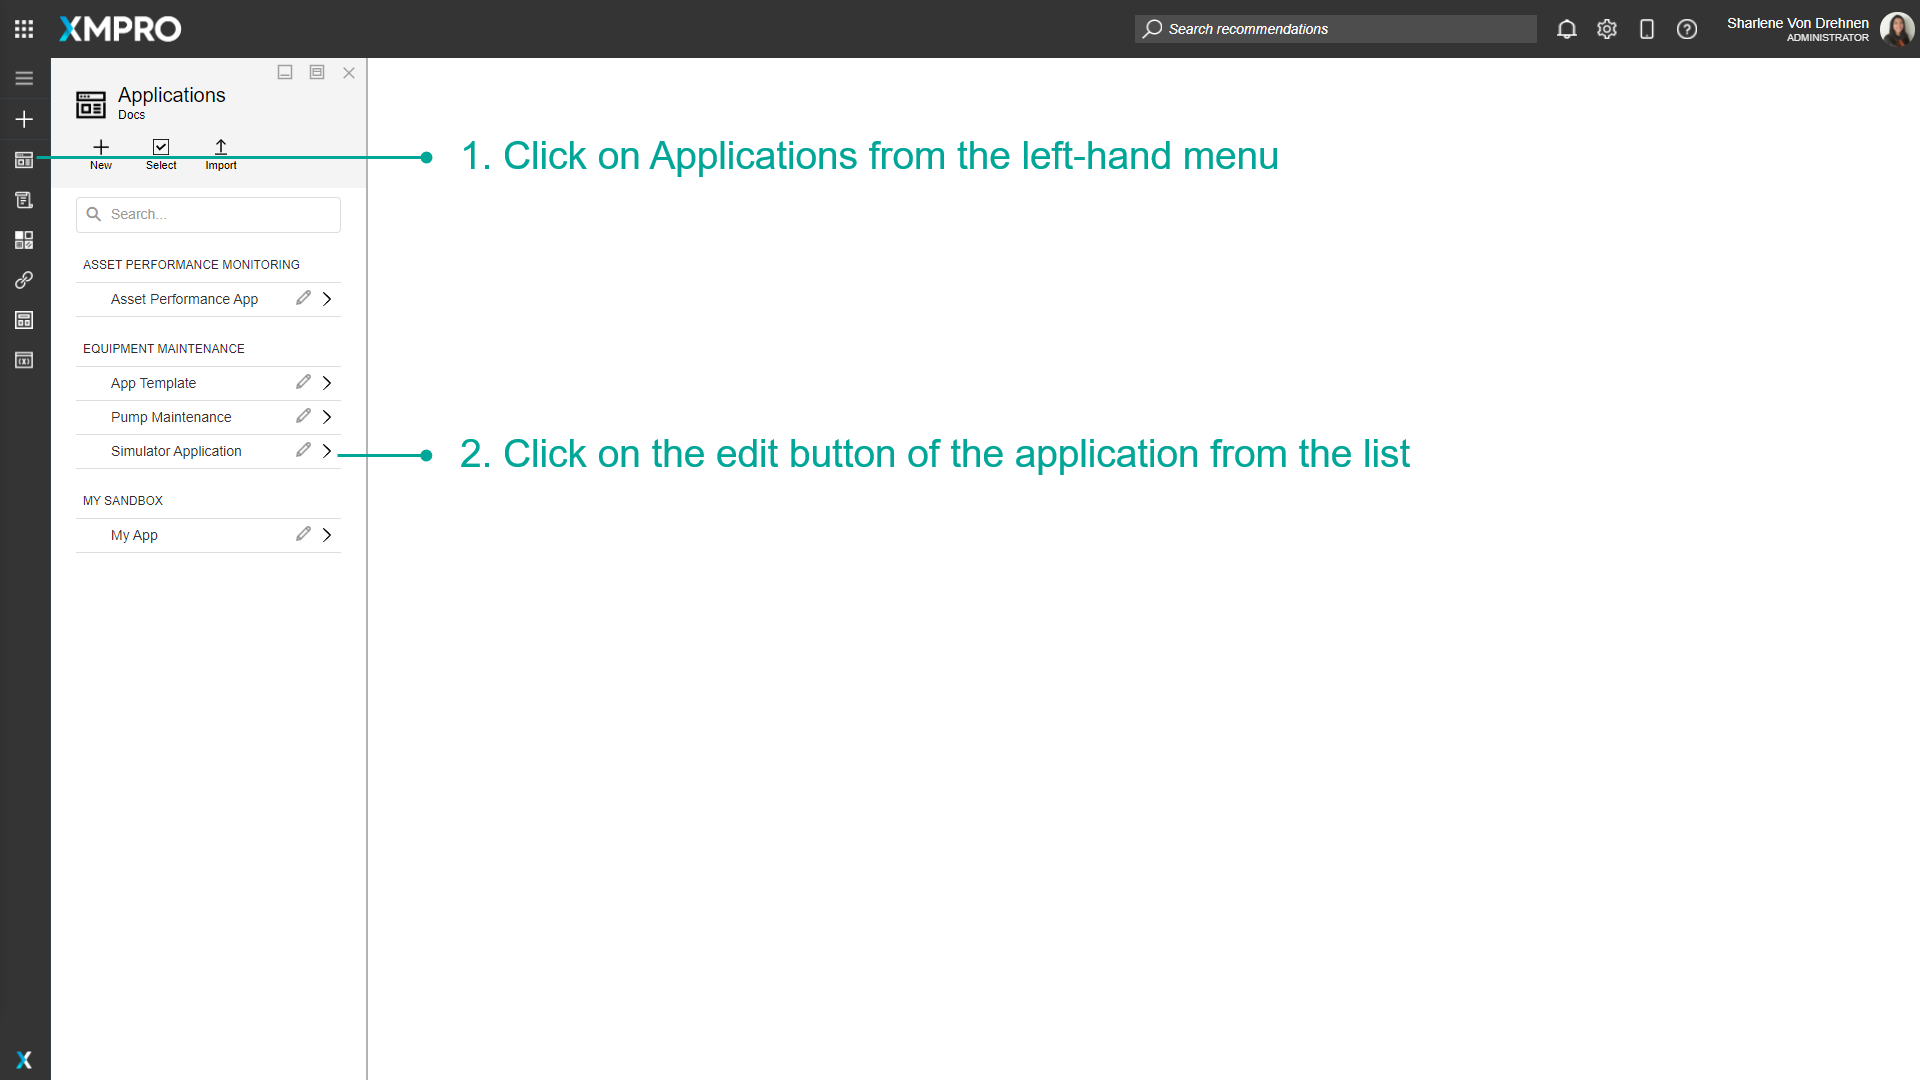 XMPRO
Search recommendations
Sharlene Von Drehnen
ADMINISTRATOR
Applications
Docs
New Select Import
1. Click on Applications from the left-hand menu
Search...
ASSET PERFORMANCE MONITORING
Asset Performance App
EQUIPMENT MAINTENANCE
App Template
Pump Maintenance
Simulator Application
2. Click on the edit button of the application from the list
MY SANDBOX
My App